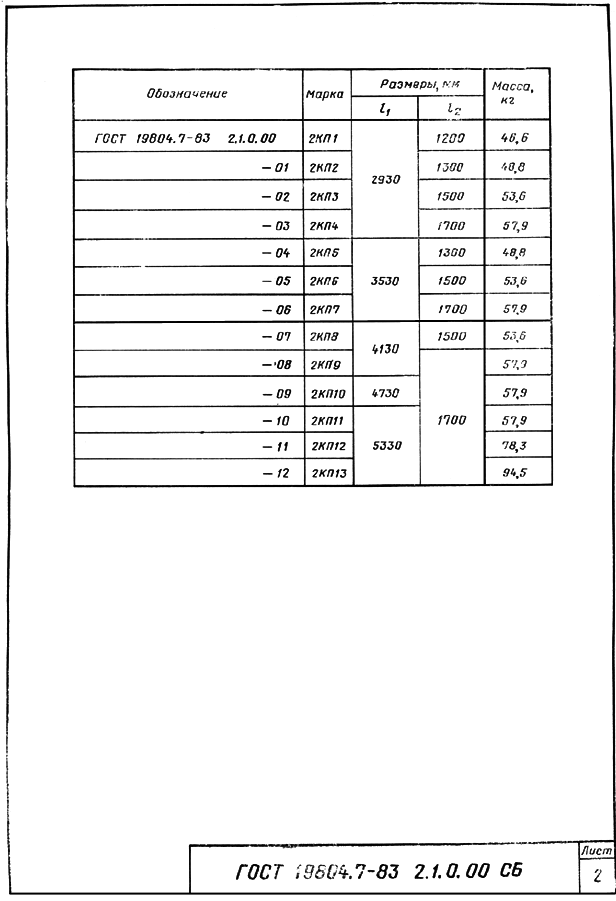 Обозначение Марка Размеры, мм Масса, кг
l1 l2
ГОСТ 19804.7-83 2.1.0.00 2КП1 2930 1200 46,6
-01 2КП2 1300 48,8
-02 2КП3 1500 53,6
-03 2КП4 1700 57,9
-04 2КП5 3530 1300 48,8
-05 2КП6 1500 53,6
-06 2КП7 1700 57,9
-07 2КП8 4130 1500 53,6
-08 2КП9 1700 57,9
-09 2КП10 4730 57,9
-10 2КП11 5330 57,9
-11 2КП12 78,3
-12 2КП13 94,5
ГОСТ 19804.7-83 2.1.0.00 СБ
Лист
2